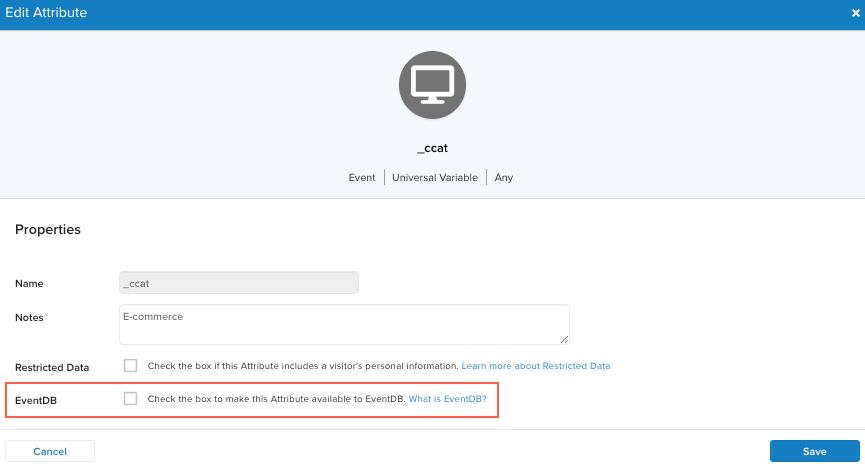 Edit Attribute ×
_ccat
Event | Universal Variable | Any
Properties
Name _ccat
Notes E-commerce
Restricted Data Check the box if this Attribute includes a visitor's personal information. Learn more about Restricted Data
EventDB Check the box to make this Attribute available to EventDB. What is EventDB?
Cancel Save